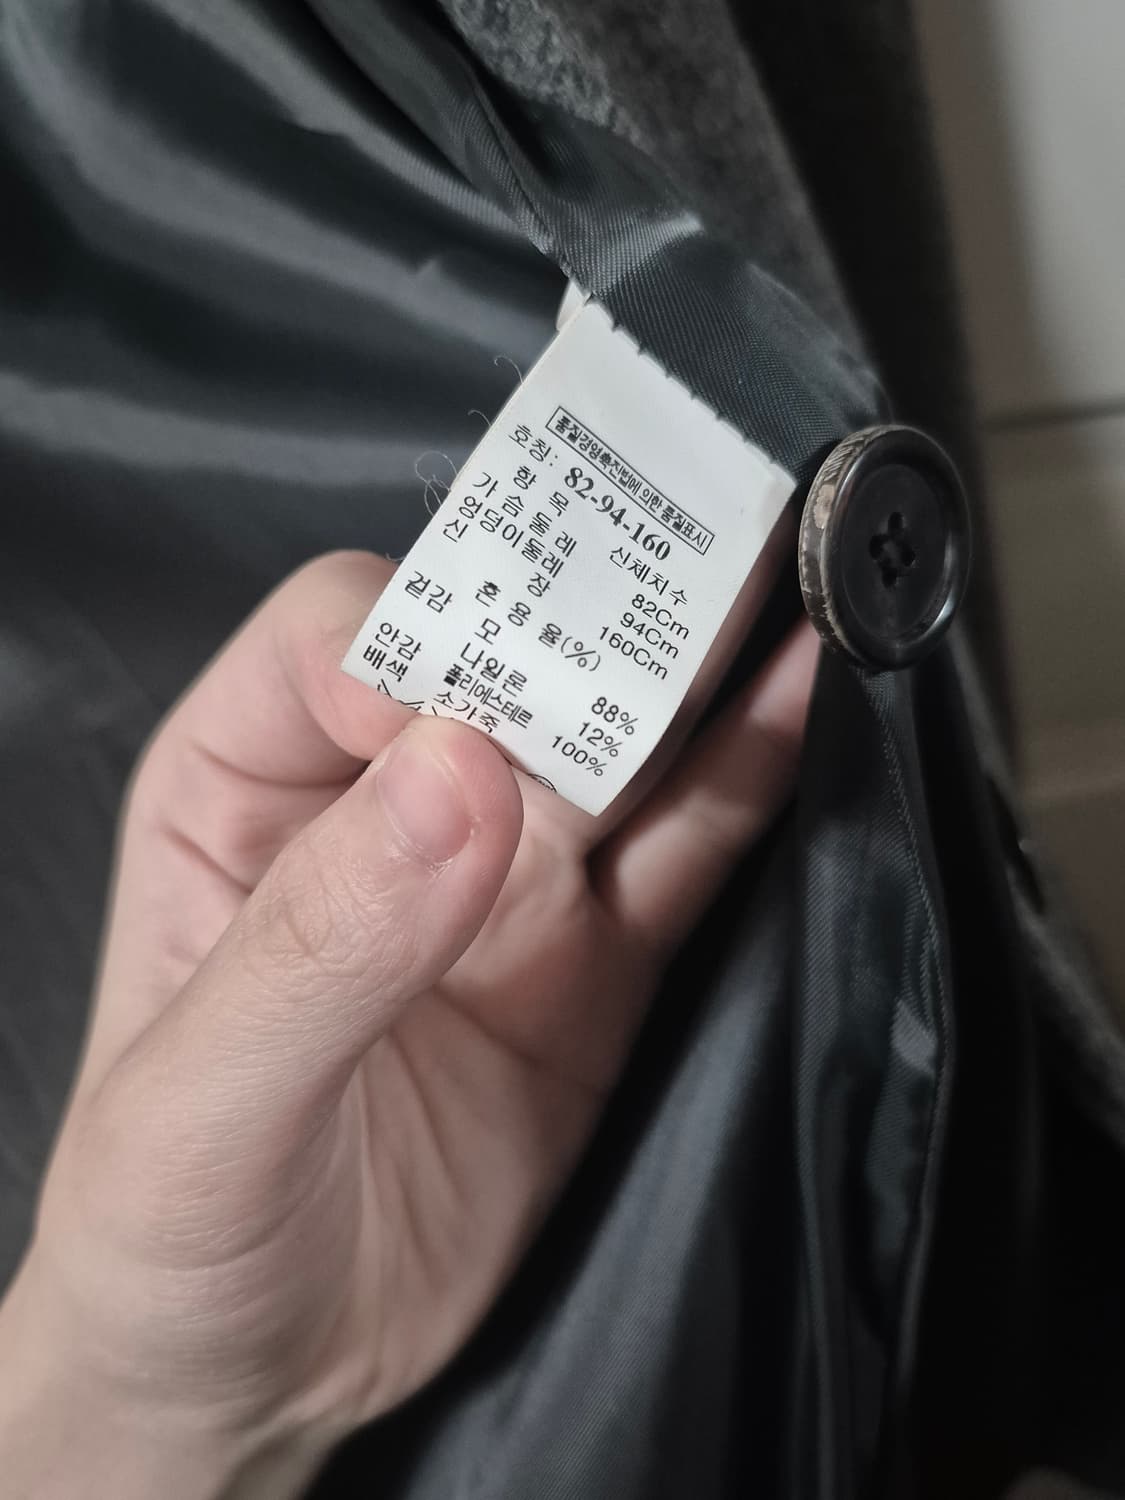 품질경영촉진법에 의한 품질표시
호칭: 82-94-160
항 목 신체치수
가 슴 둘 레 82Cm
엉덩이둘레 94Cm
신 장 160Cm
혼 용 율(%)
겉감 모 88%
나일론 12%
안감 폴리에스테르 100%
배색 소가죽